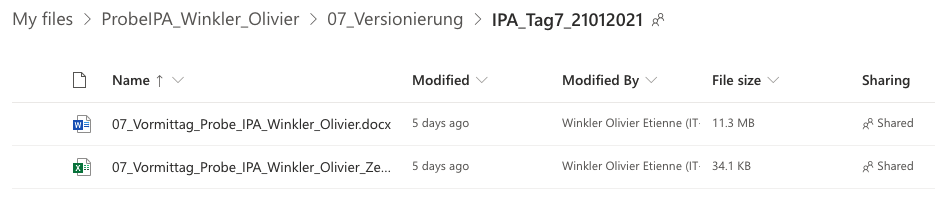 My files > ProbeIPA_Winkler_Olivier > 07_Versionierung > IPA_Tag7_21012021
Name ↑ Modified Modified By File size Sharing
07_Vormittag_Probe_IPA_Winkler_Olivier.docx 5 days ago Winkler Olivier Etienne (IT- 11.3 MB Shared
07_Vormittag_Probe_IPA_Winkler_Olivier_Ze... 5 days ago Winkler Olivier Etienne (IT- 34.1 KB Shared